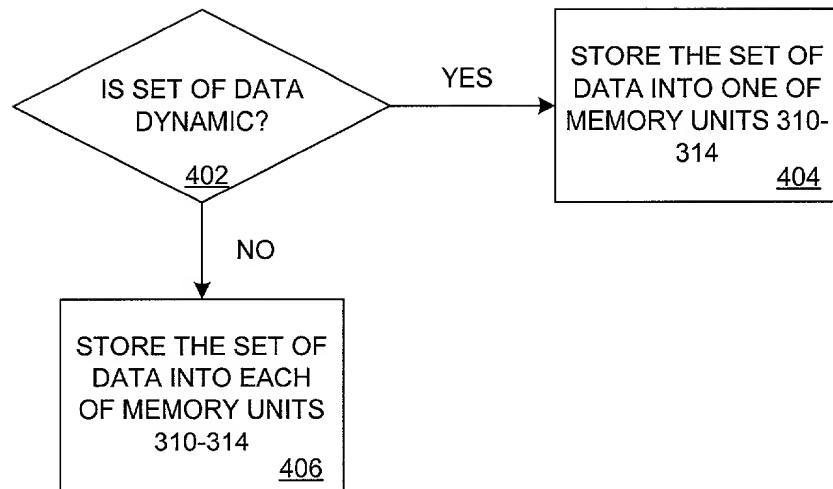 IS SET OF DATA
DYNAMIC?
402
YES
STORE THE SET OF
DATA INTO ONE OF
MEMORY UNITS 310-
314
404
NO
STORE THE SET OF
DATA INTO EACH
OF MEMORY UNITS
310-314
406